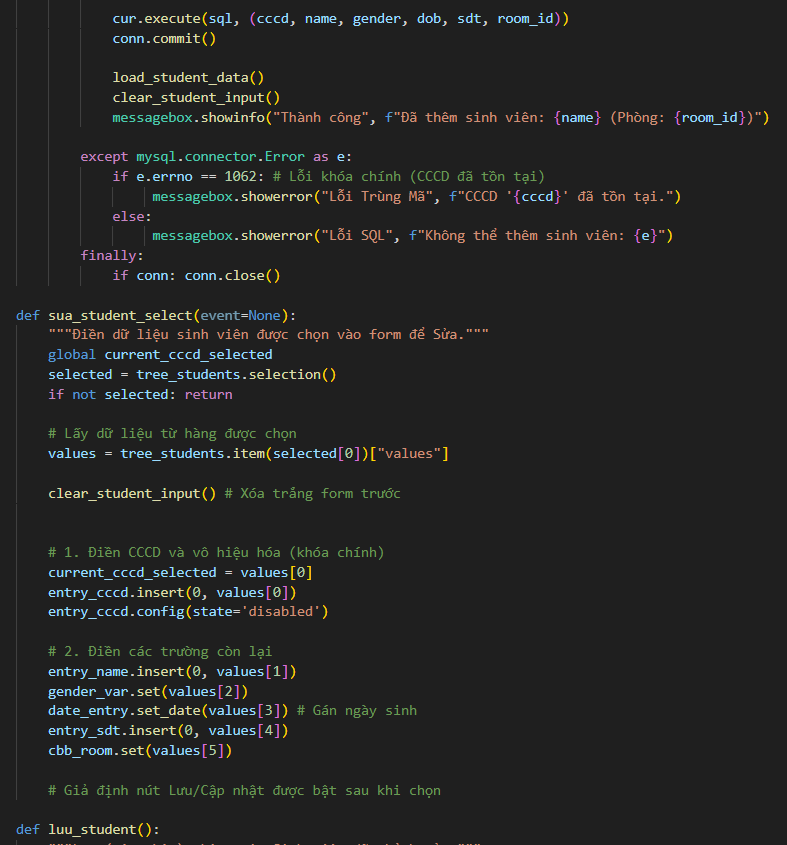 cur.execute(sql, (cccd, name, gender, dob, sdt, room_id))
conn.commit()
load_student_data()
clear_student_input()
messagebox.showinfo("Thành công", f"Đã thêm sinh viên: {name} (Phòng: {room_id})")
except mysql.connector.Error as e:
if e.errno == 1062: # Lỗi khóa chính (CCCD đã tồn tại)
messagebox.showerror("Lỗi Trùng Mã", f"CCCD '{cccd}' đã tồn tại.")
else:
messagebox.showerror("Lỗi SQL", f"Không thể thêm sinh viên: {e}")
finally:
if conn: conn.close()
def sua_student_select(event=None):
"""Điền dữ liệu sinh viên được chọn vào form để Sửa."""
global current_cccd_selected
selected = tree_students.selection()
if not selected: return
# Lấy dữ liệu từ hàng được chọn
values = tree_students.item(selected[0])["values"]
clear_student_input() # Xóa trắng form trước
# 1. Điền CCCD và vô hiệu hóa (khóa chính)
current_cccd_selected = values[0]
entry_cccd.insert(0, values[0])
entry_cccd.config(state='disabled')
# 2. Điền các trường còn lại
entry_name.insert(0, values[1])
gender_var.set(values[2])
date_entry.set_date(values[3]) # Gán ngày sinh
entry_sdt.insert(0, values[4])
cbb_room.set(values[5])
# Giả định nút Lưu/Cập nhật được bật sau khi chọn
def luu_student():